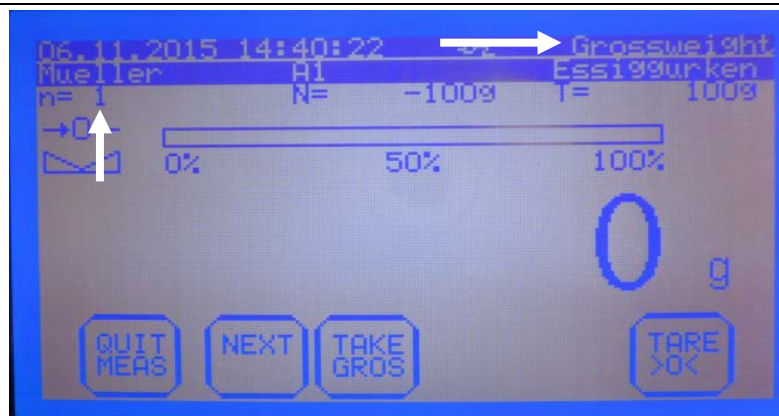 06.11.2015 14:40:22 Grossweight
Mueller A1 Essiggurken
n= 1 N= -100g T= 100g
→0←
0% 50% 100%
0 g
QUIT MEAS NEXT TAKE GROS TARE >0<